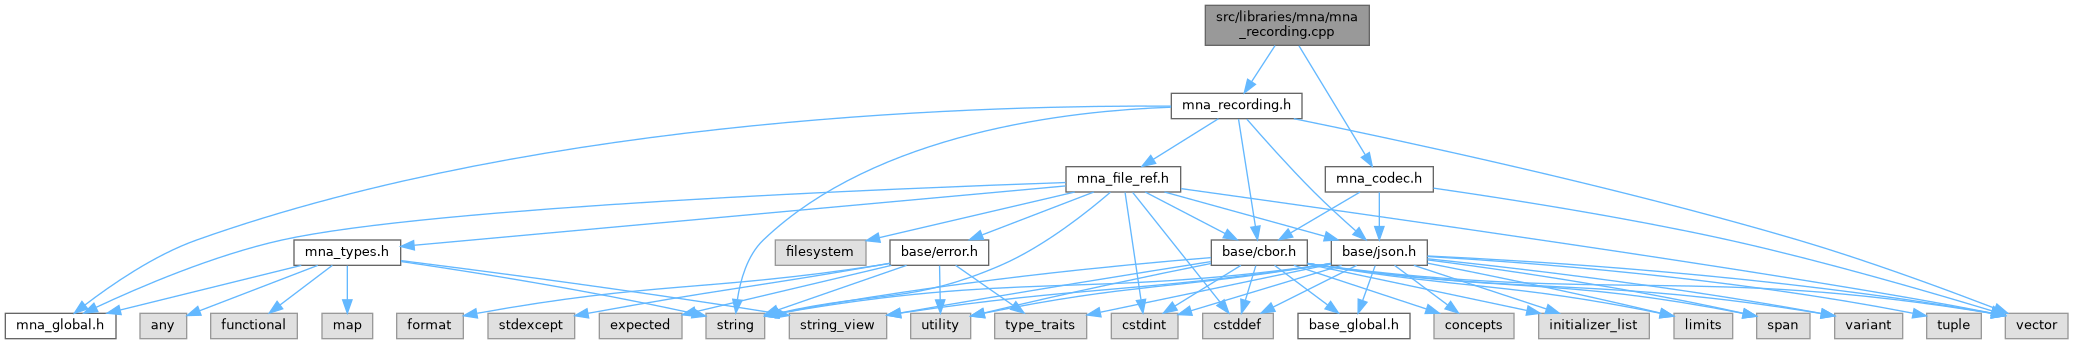 src/libraries/mna/mna
_recording.cpp
mna_recording.h
mna_file_ref.h
mna_codec.h
mna_types.h
filesystem
base/error.h
base/cbor.h
base/json.h
mna_global.h
any
functional
map
format
stdexcept
expected
string
string_view
utility
type_traits
cstdint
cstddef
base_global.h
concepts
initializer_list
limits
span
variant
tuple
vector